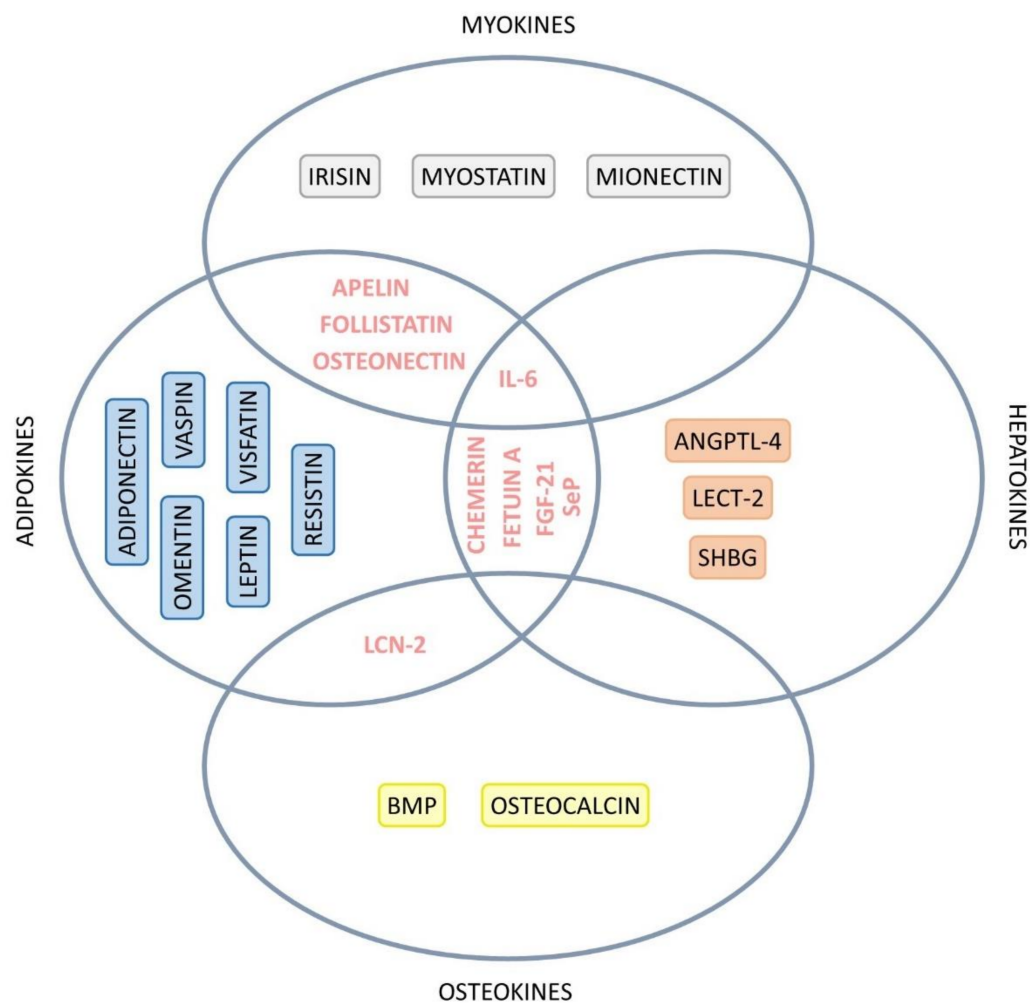 MYOKINES
IRISIN
MYOSTATIN
MIONECTIN
APELIN
FOLLISTATIN
OSTEONECTIN
IL-6
ADIPOKINES
ADIPONECTIN
VASPIN
OMENTIN
VISFATIN
LEPTIN
RESISTIN
CHEMERIN
FETUIN A
FGF-21
SeP
ANGPTL-4
LECT-2
SHBG
HEPATOKINES
LCN-2
BMP
OSTEOCALCIN
OSTEOKINES